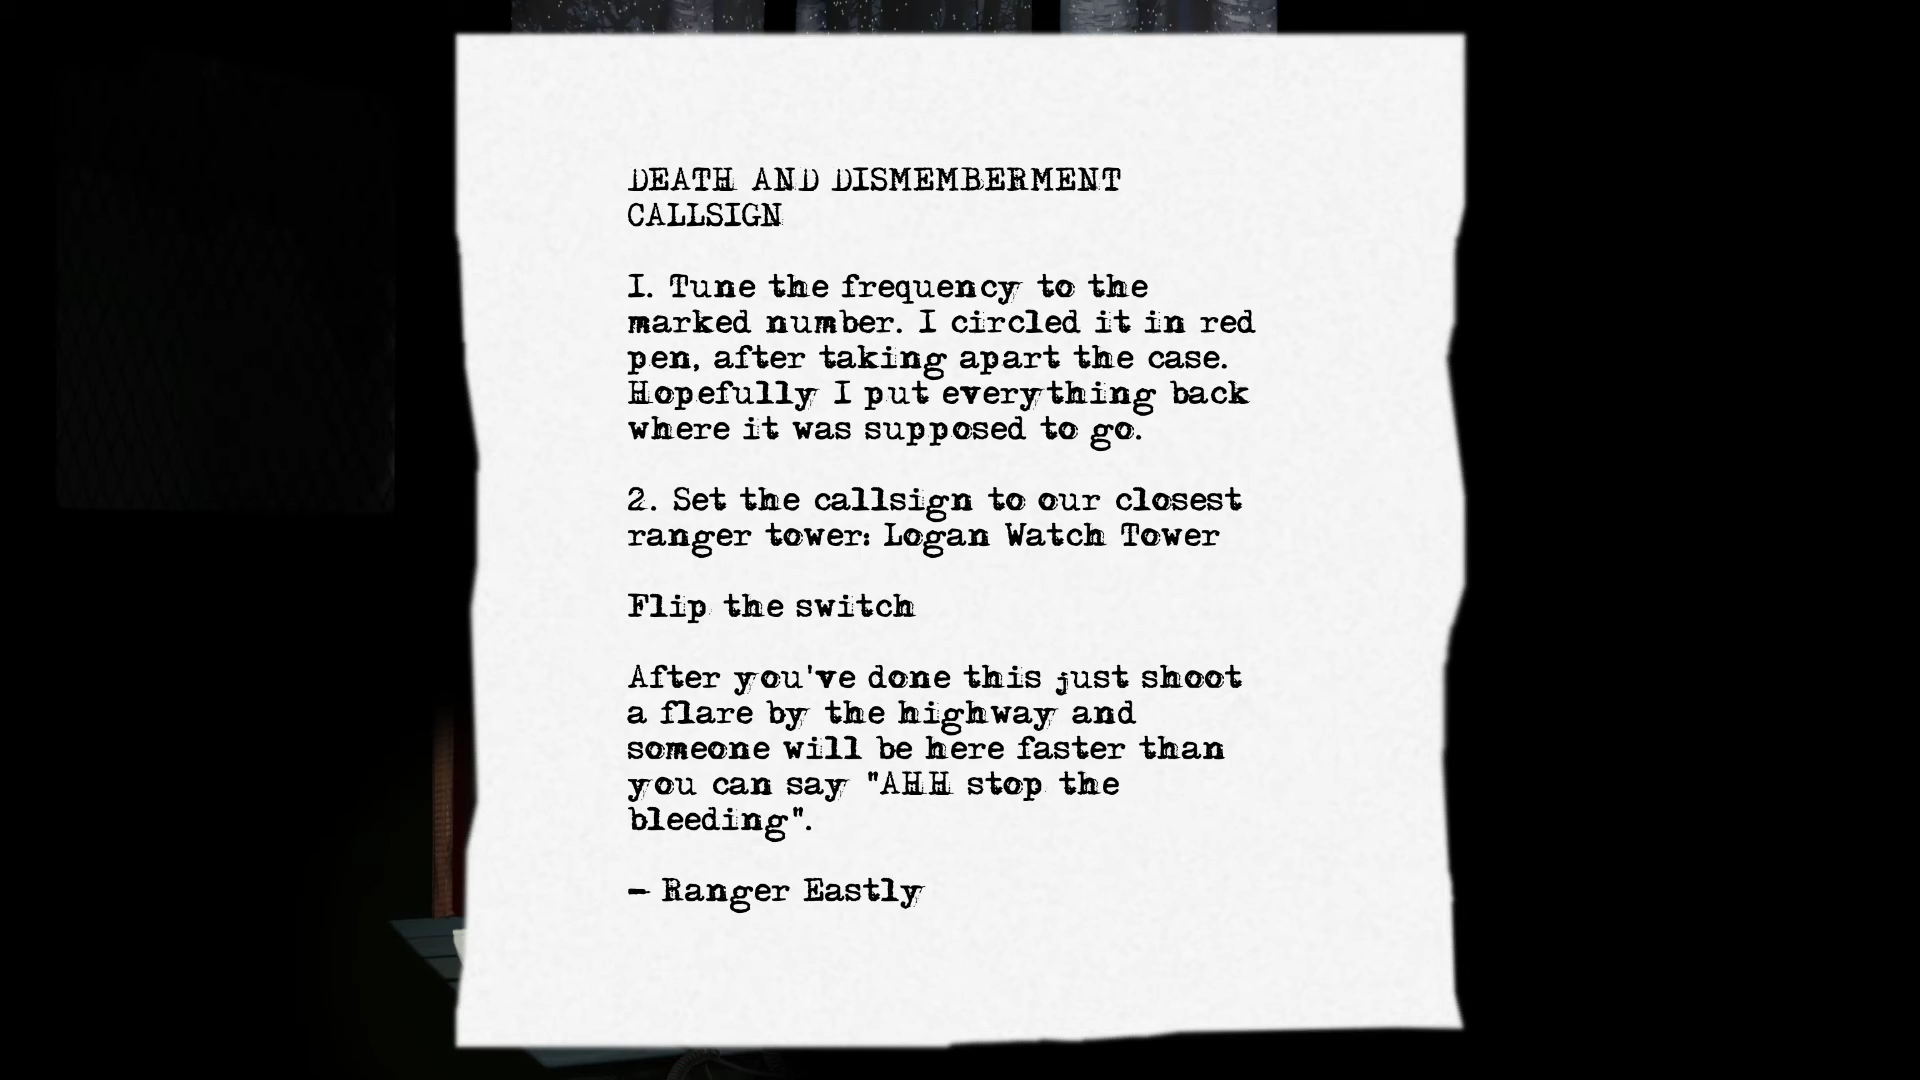 DEATH AND DISMEMBERMENT
CALLSIGN
1. Tune the frequency to the
marked number. I circled it in red
pen, after taking apart the case.
Hopefully I put everything back
where it was supposed to go.
2. Set the callsign to our closest
ranger tower: Logan Watch Tower
Flip the switch
After you've done this just shoot
a flare by the highway and
someone will be here faster than
you can say "AHH stop the
bleeding".
- Ranger Eastly